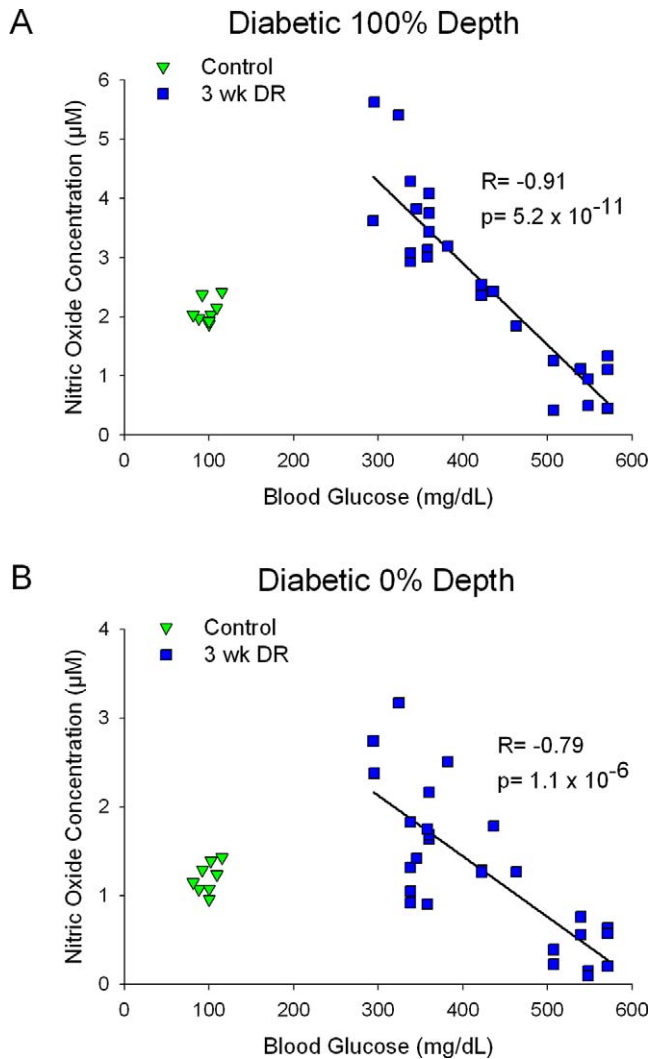 A
Diabetic 100% Depth
Control
3 wk DR
6
5
4
3
2
1
0
Nitric Oxide Concentration (µM)
R= -0.91
p= 5.2 x 10⁻¹¹
0 100 200 300 400 500 600
Blood Glucose (mg/dL)
B
Diabetic 0% Depth
Control
3 wk DR
4
3
2
1
0
Nitric Oxide Concentration (µM)
R= -0.79
p= 1.1 x 10⁻⁶
0 100 200 300 400 500 600
Blood Glucose (mg/dL)